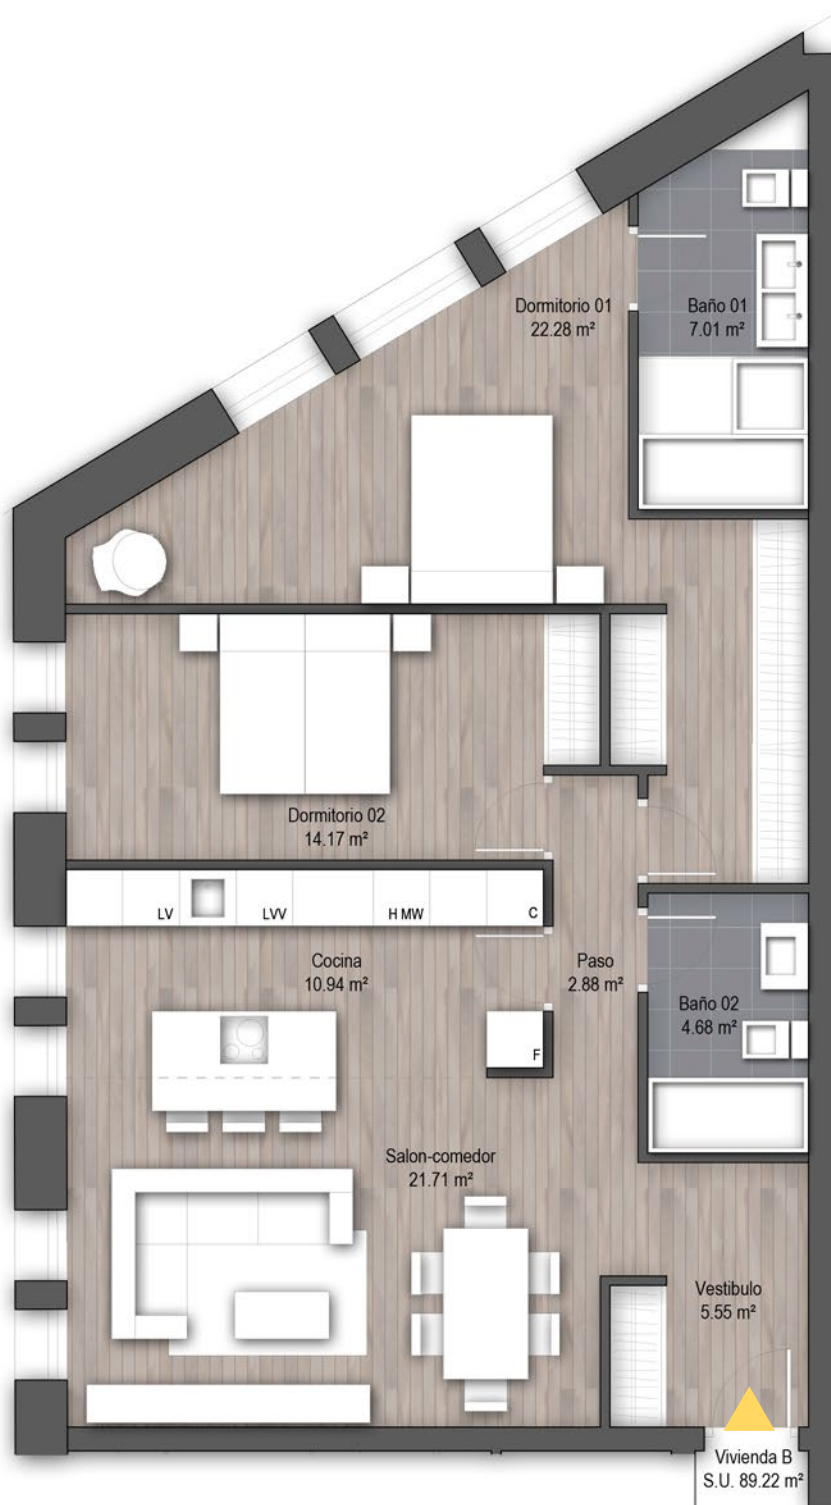 Dormitorio 01
22.28 m²
Baño 01
7.01 m²
Dormitorio 02
14.17 m²
LV
LVV
H MW
C
Cocina
10.94 m²
Paso
2.88 m²
Baño 02
4.68 m²
F
Salon-comedor
21.71 m²
Vestibulo
5.55 m²
Vivienda B
S.U. 89.22 m²